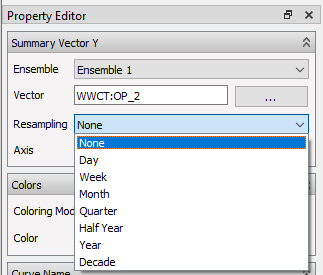 Property Editor
Summary Vector Y
Ensemble Ensemble 1
Vector WWCT:OP_2 ...
Resampling None
Axis None
Day
Week
Month
Colors Quarter
Coloring Mod Half Year
Color Year
Decade
Curve Name